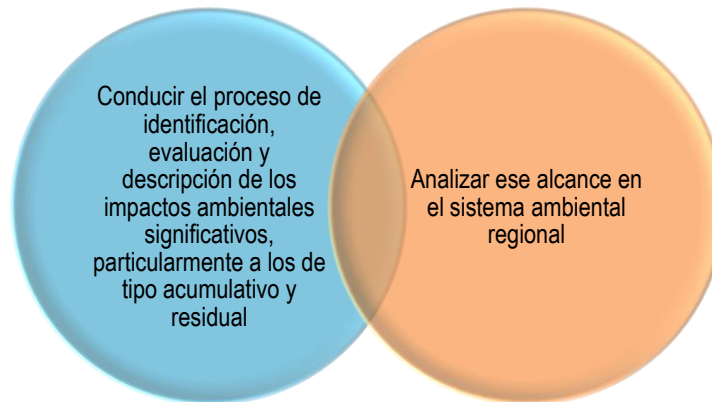 Conducir el proceso de
identificación,
evaluación y
descripción de los
impactos ambientales
significativos,
particularmente a los de
tipo acumulativo y
residual
Analizar ese alcance en
el sistema ambiental
regional